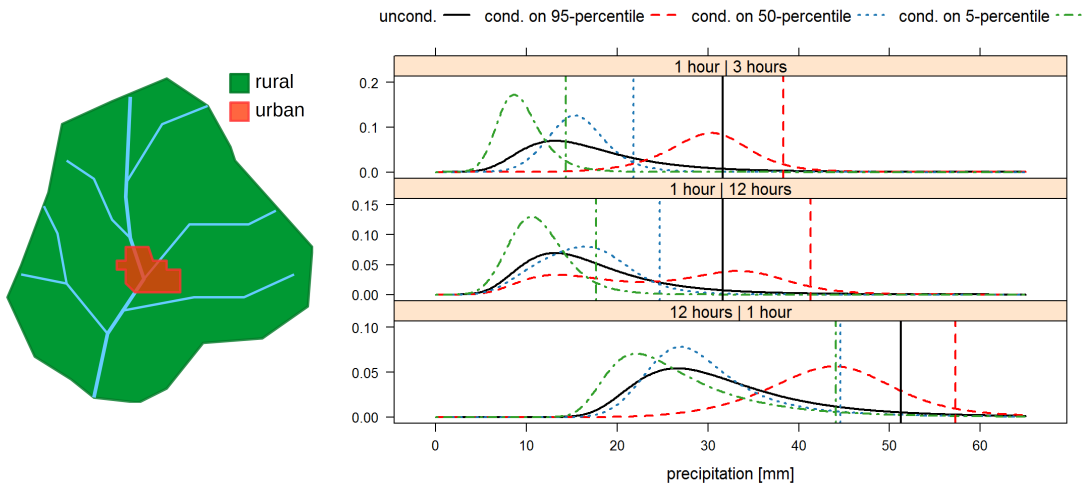 uncond. cond. on 95-percentile cond. on 50-percentile cond. on 5-percentile
rural
urban
1 hour | 3 hours
0.2
0.1
0.0
1 hour | 12 hours
0.15
0.10
0.05
0.00
12 hours | 1 hour
0.10
0.05
0.00
0 10 20 30 40 50 60
precipitation [mm]